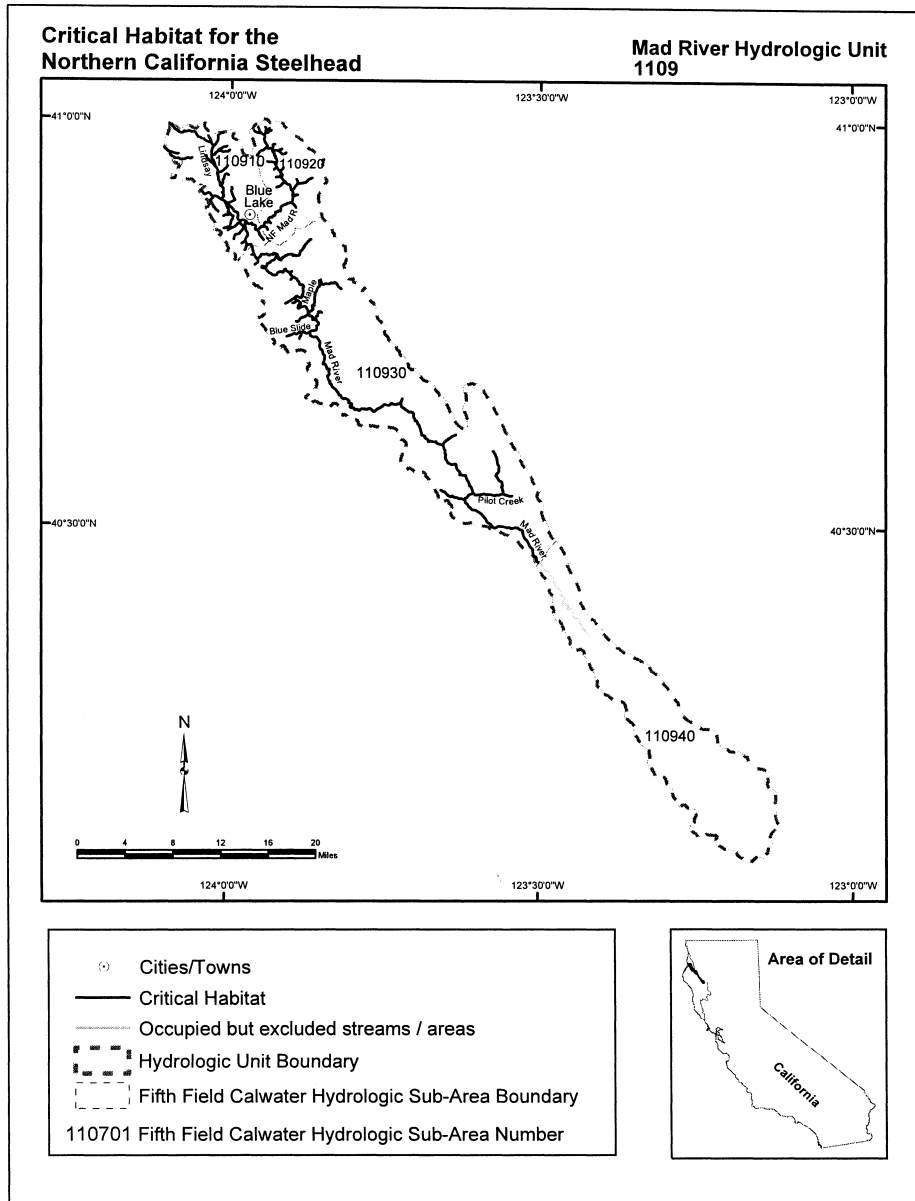 Critical Habitat for the
Northern California Steelhead
Mad River Hydrologic Unit
1109
124°0'0"W
123°30'0"W
123°0'0"W
41°0'0"N
41°0'0"N
Lindsay
110910
110920
Blue
Lake
NF Mad R
Maple
Blue Slide
Mad River
110930
Pilot Creek
Mad River
40°30'0"N
40°30'0"N
110940
N
0 4 8 12 16 20
Miles
124°0'0"W
123°30'0"W
123°0'0"W
Cities/Towns
Critical Habitat
Occupied but excluded streams / areas
Hydrologic Unit Boundary
Fifth Field Calwater Hydrologic Sub-Area Boundary
110701 Fifth Field Calwater Hydrologic Sub-Area Number
Area of Detail
California